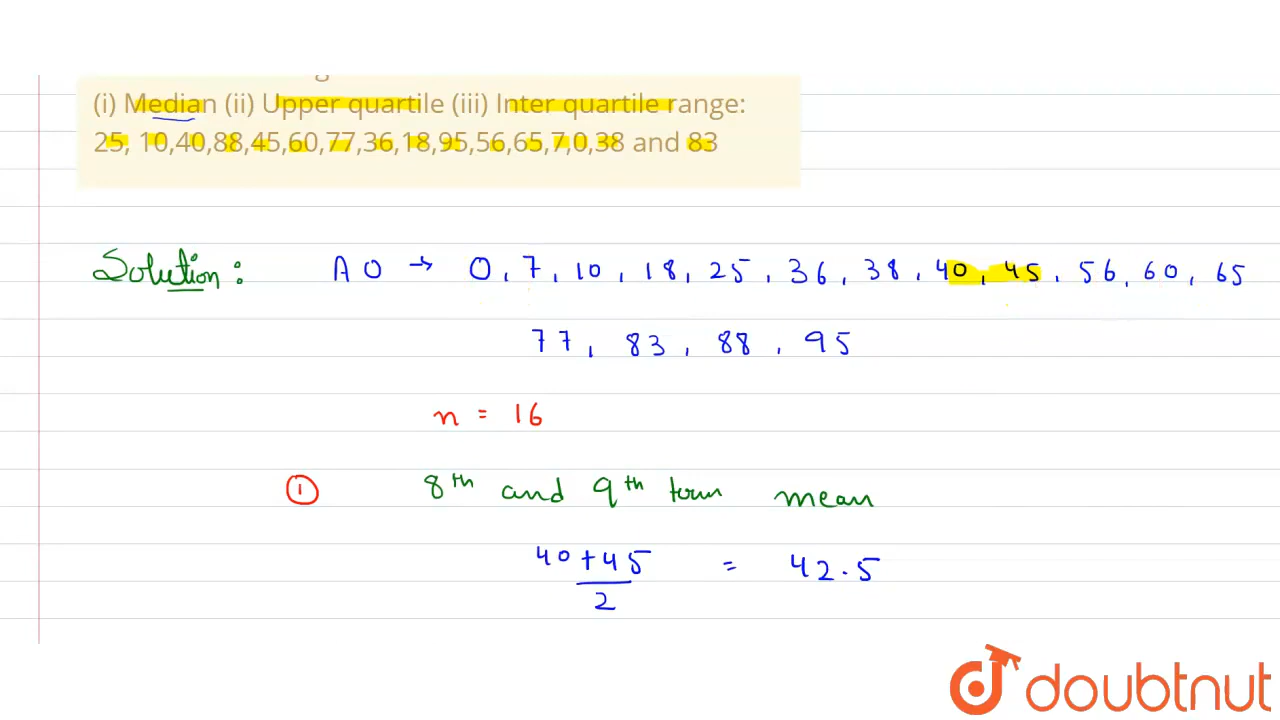 (i) Median (ii) Upper quartile (iii) Inter quartile range:
25, 10,40,88,45,60,77,36,18,95,56,65,7,0,38 and 83
Solution:
AO → 0, 7, 10, 18, 25, 36, 38, 40, 45, 56, 60, 65
77, 83, 88, 95
n = 16
① 8th and 9th term mean
40+45 = 42.5
2
doubtnut